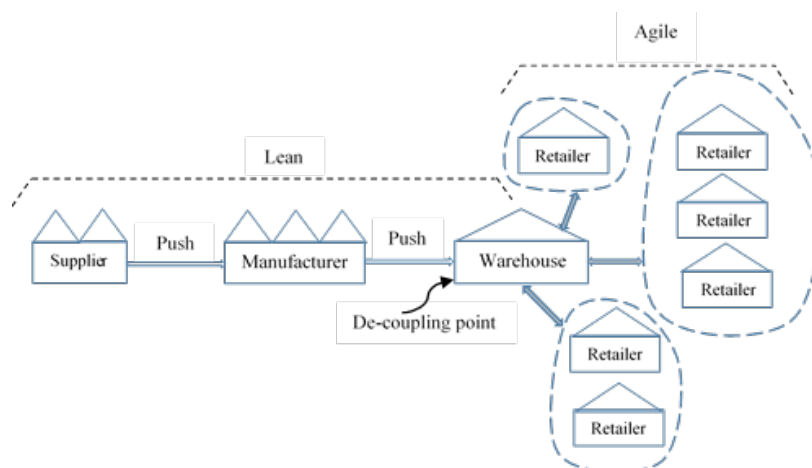 Agile
Lean
Retailer
Retailer
Retailer
Retailer
Supplier
Push
Manufacturer
Push
Warehouse
De-coupling point
Retailer
Retailer